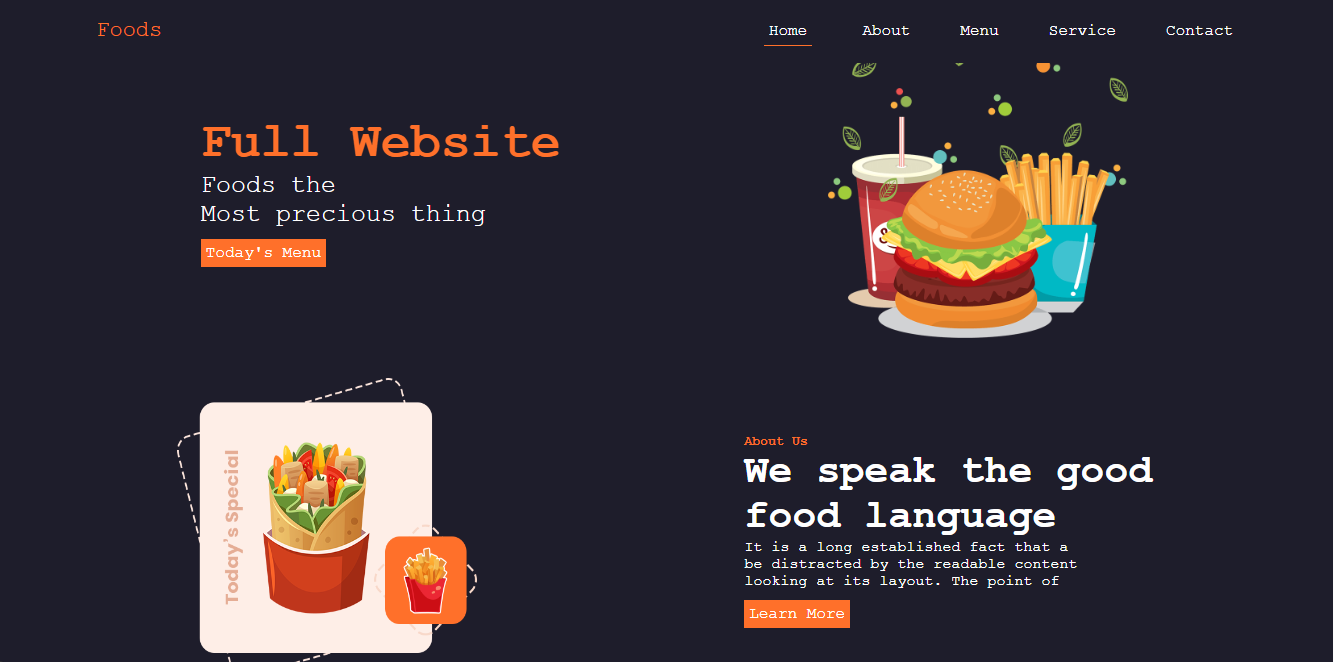 Foods
Home About Menu Service Contact
Full Website
Foods the
Most precious thing
Today's Menu
Today's Special
About Us
We speak the good
food language
It is a long established fact that a
be distracted by the readable content
looking at its layout. The point of
Learn More